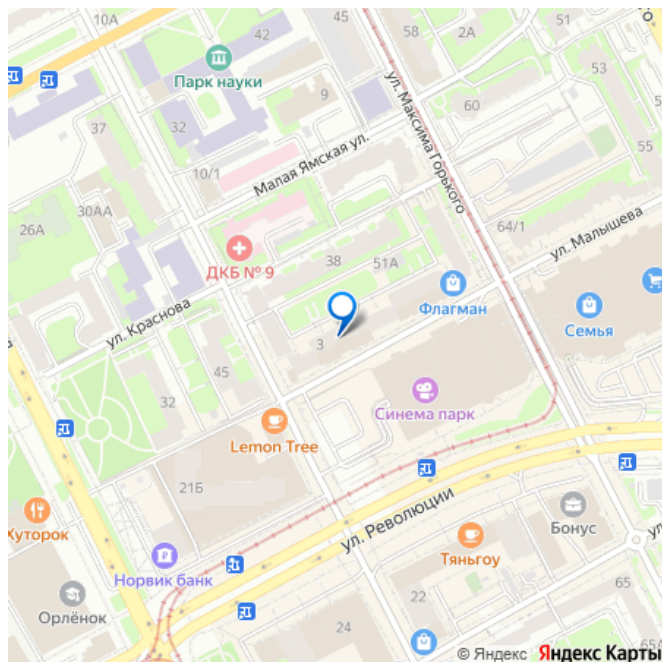 10А
42
45
58
2А
51
Парк науки
9
ул. Максима Горького
53
60
37
32
55
Малая Ямская ул.
10/1
30АА
26А
64/1
ул. Малышева
ДКБ № 9
38
51А
Флагман
ул. Краснова
3
Семья
45
32
Синема парк
Lemon Tree
21Б
Хуторок
ул. Революции
Бонус
Норвик банк
Тяньгоу
Орлёнок
22
65
24
65А
© Яндекс Яндекс Карты